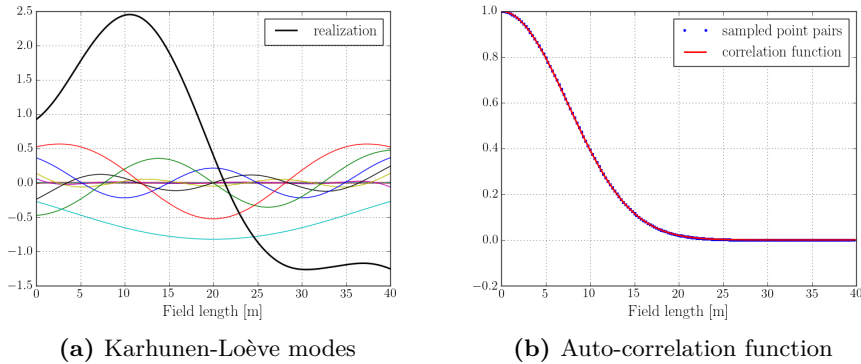 2.5
2.0
1.5
1.0
0.5
0.0
−0.5
−1.0
−1.5
0 5 10 15 20 25 30 35 40
Field length [m]
realization
(a) Karhunen-Loève modes
1.0
0.8
0.6
0.4
0.2
0.0
−0.2
0 5 10 15 20 25 30 35 40
Field length [m]
sampled point pairs
correlation function
(b) Auto-correlation function